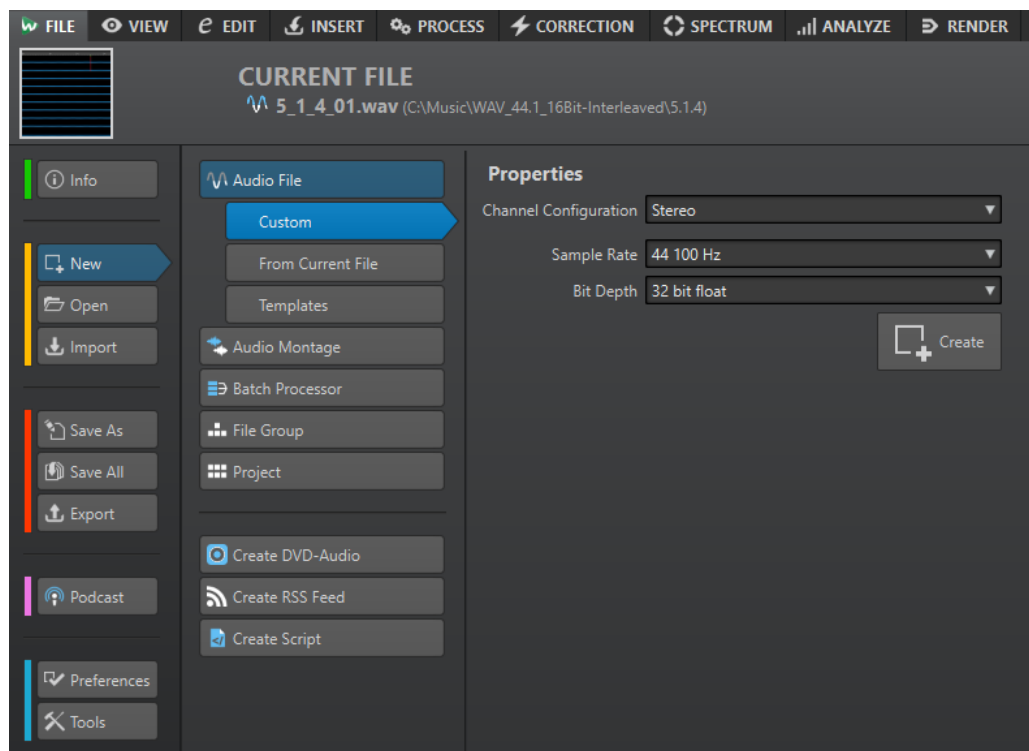 FILE VIEW EDIT INSERT PROCESS CORRECTION SPECTRUM ANALYZE RENDER
CURRENT FILE
5_1_4_01.wav (C:\Music\WAV_44.1_16Bit-Interleaved\5.1.4)
Info
New
Open
Import
Save As
Save All
Export
Podcast
Preferences
Tools
Audio File
Custom
From Current File
Templates
Audio Montage
Batch Processor
File Group
Project
Create DVD-Audio
Create RSS Feed
Create Script
Properties
Channel Configuration Stereo
Sample Rate 44 100 Hz
Bit Depth 32 bit float
Create